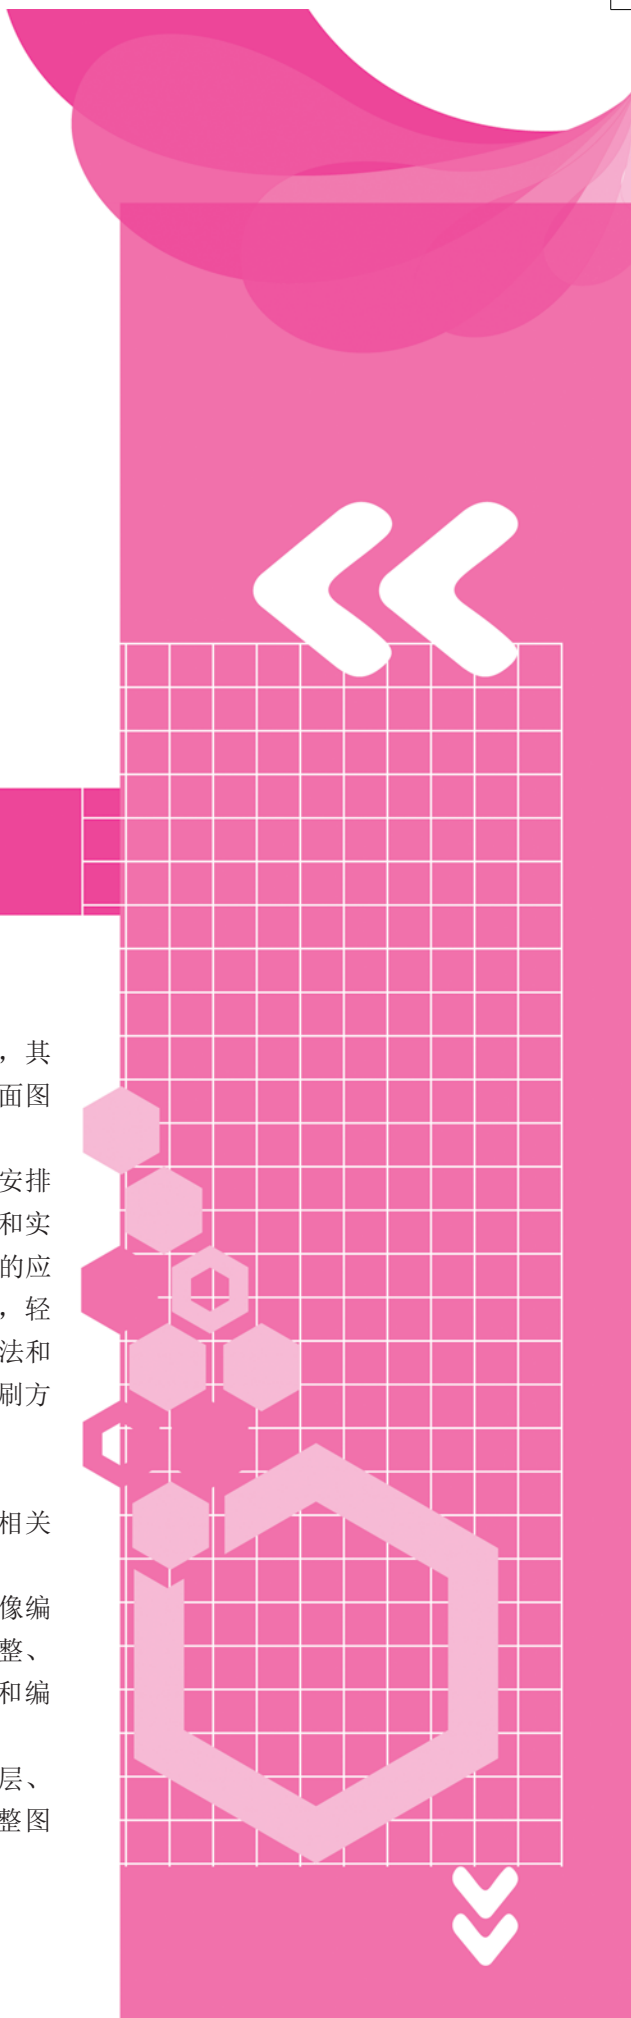 ，其
面图
安排
和实
的应
，轻
法和
刷方
相关
像编
整、
和编
层、
整图